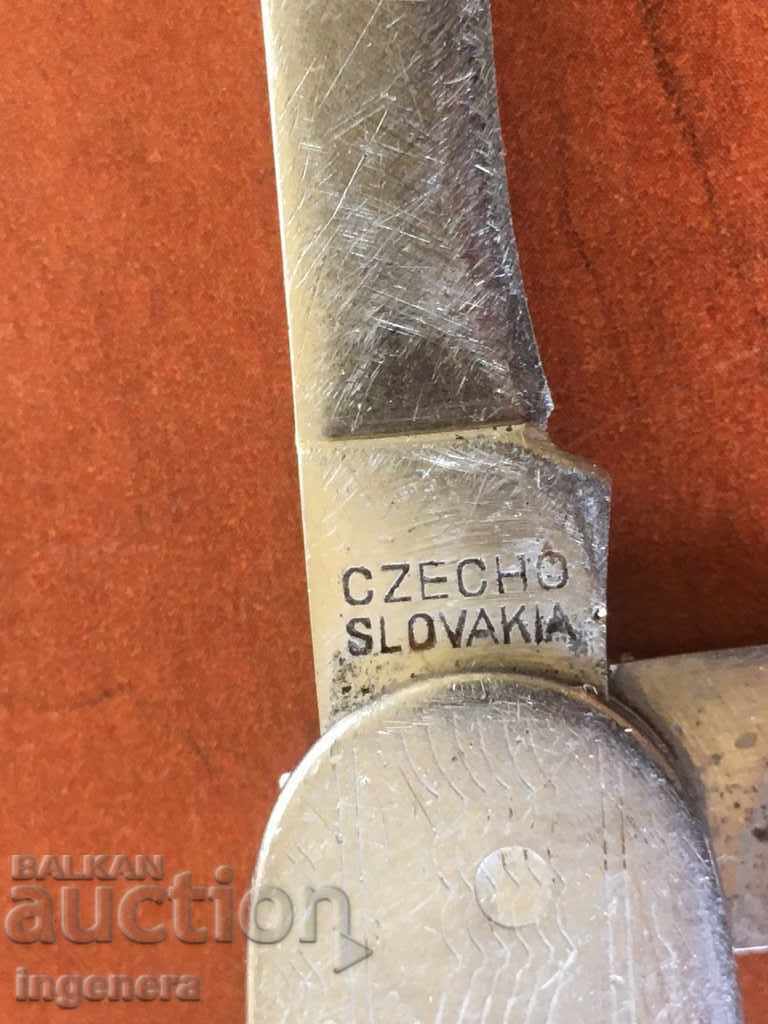 CZECHO
SLOVAKIA
BALKAN
auction
ingenera